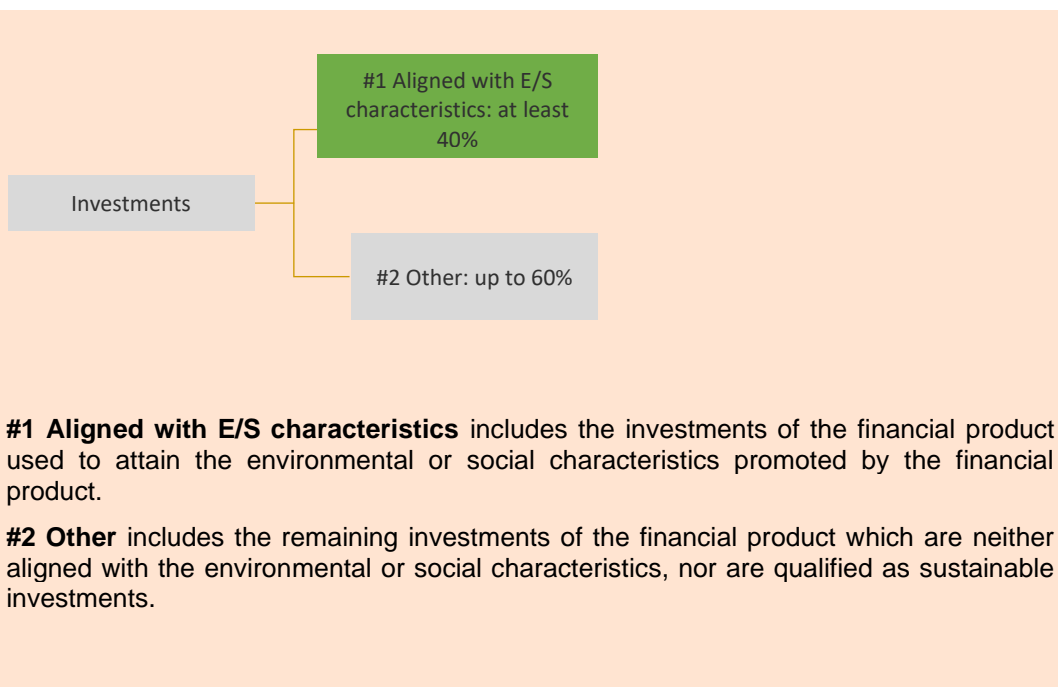 #1 Aligned with E/S
characteristics: at least
40%
Investments
#2 Other: up to 60%
#1 Aligned with E/S characteristics includes the investments of the financial product
used to attain the environmental or social characteristics promoted by the financial
product.
#2 Other includes the remaining investments of the financial product which are neither
aligned with the environmental or social characteristics, nor are qualified as sustainable
investments.